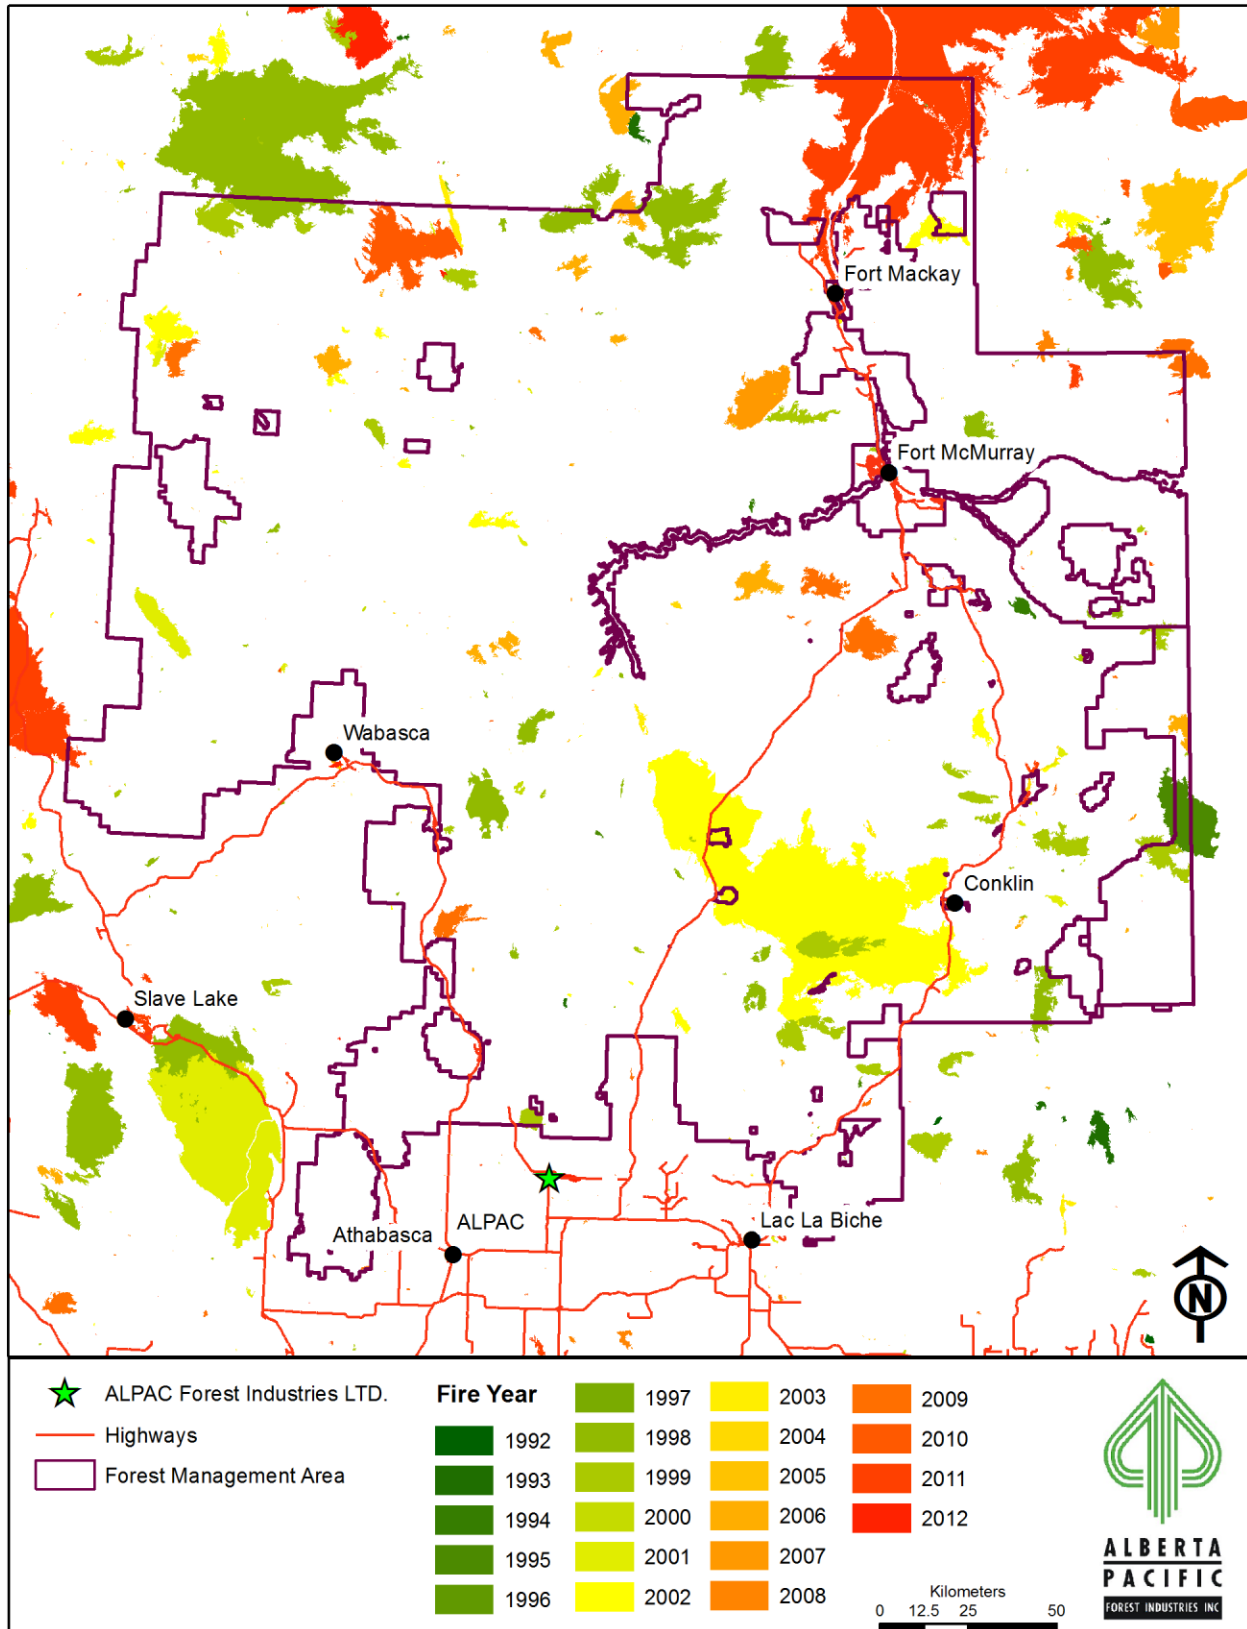 Fort Mackay
Fort McMurray
Wabasca
Conklin
Slave Lake
Athabasca
ALPAC
Lac La Biche
N
ALPAC Forest Industries LTD.
Highways
Forest Management Area
Fire Year
1992
1993
1994
1995
1996
1997
1998
1999
2000
2001
2002
2003
2004
2005
2006
2007
2008
2009
2010
2011
2012
Kilometers
0 12.5 25 50
ALBERTA
PACIFIC
FOREST INDUSTRIES INC